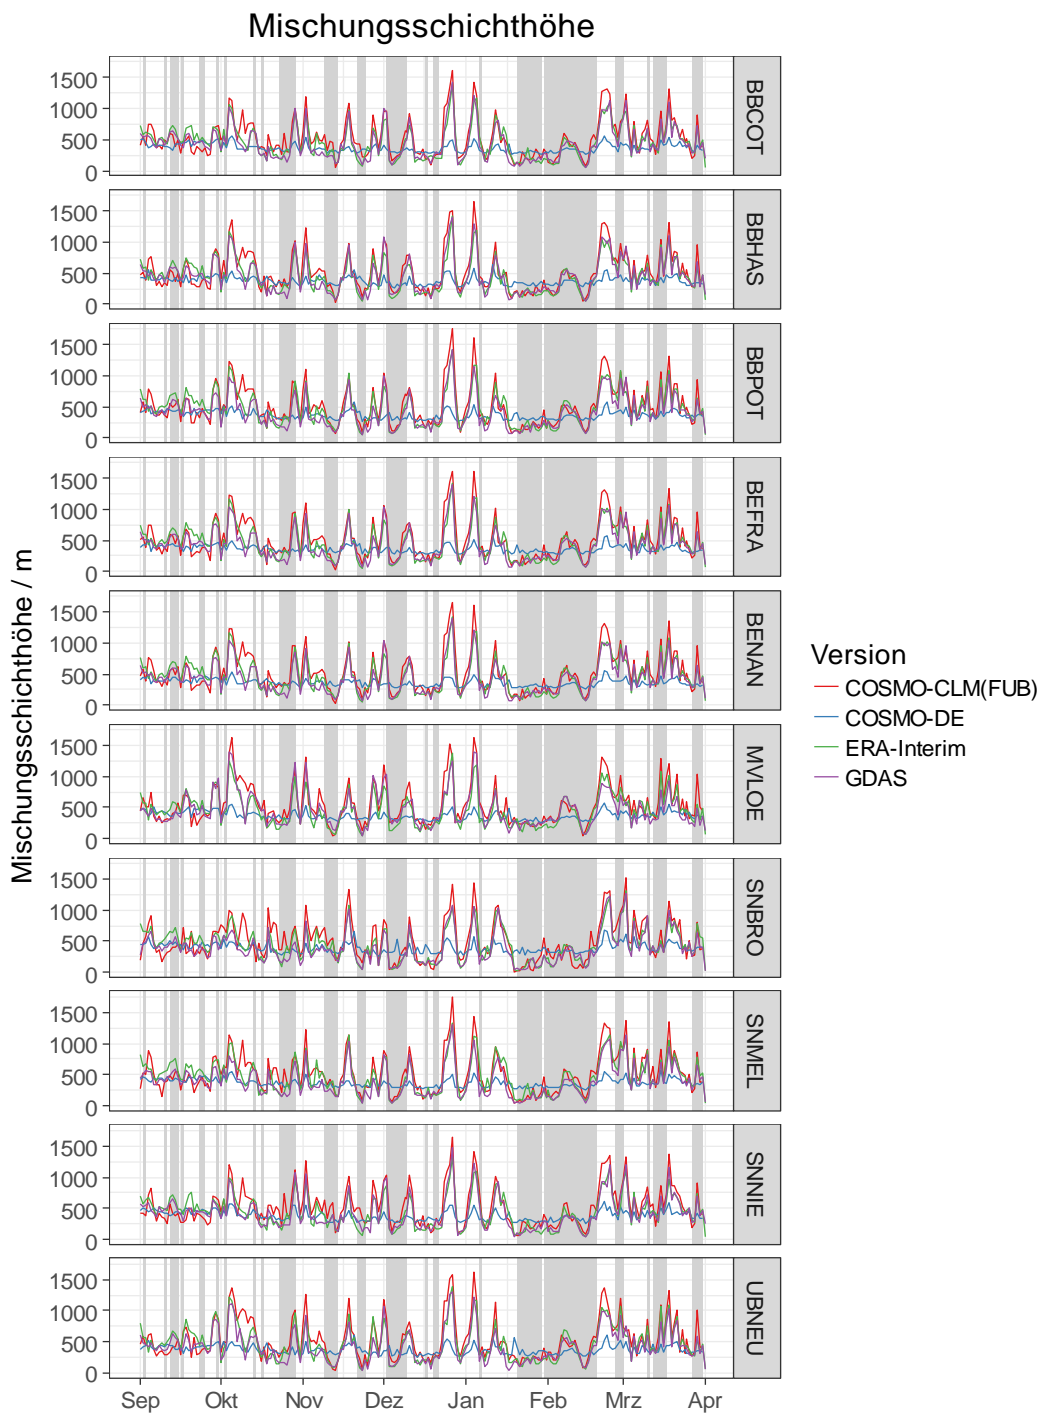 Mischungsschichthöhe
Mischungsschichthöhe / m
1500
1000
500
0
BBCOT
1500
1000
500
0
BBHAS
1500
1000
500
0
BBPOT
1500
1000
500
0
BEFRA
1500
1000
500
0
BENAN
1500
1000
500
0
MVLOE
1500
1000
500
0
SNBRO
1500
1000
500
0
SNMEL
1500
1000
500
0
SNNIE
1500
1000
500
0
UBNEU
Sep Okt Nov Dez Jan Feb Mrz Apr
Version
COSMO-CLM(FUB)
COSMO-DE
ERA-Interim
GDAS